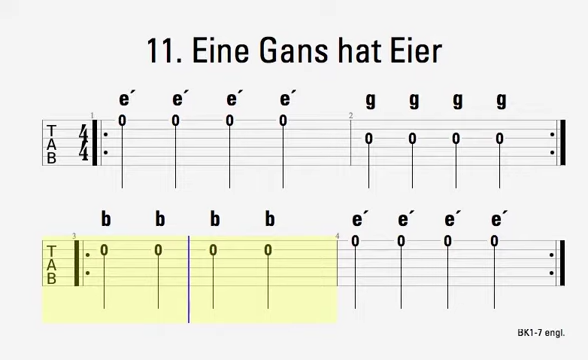 11. Eine Gans hat Eier
e´ e´ e´ e´ g g g g
1 2
T A B 4/4 0 0 0 0 0 0 0 0
b b b b e´ e´ e´ e´
3 4
T A B 0 0 0 0 0 0 0 0
BK1-7 engl.